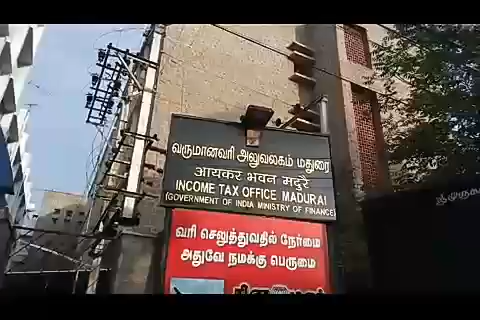 வருமானவரி அலுவலகம் மதுரை
आयकर भवन मदुरै
INCOME TAX OFFICE MADURAI
(GOVERNMENT OF INDIA MINISTRY OF FINANCE)
வரி செலுத்துவதில் நேர்மை
அதுவே நமக்கு பெருமை